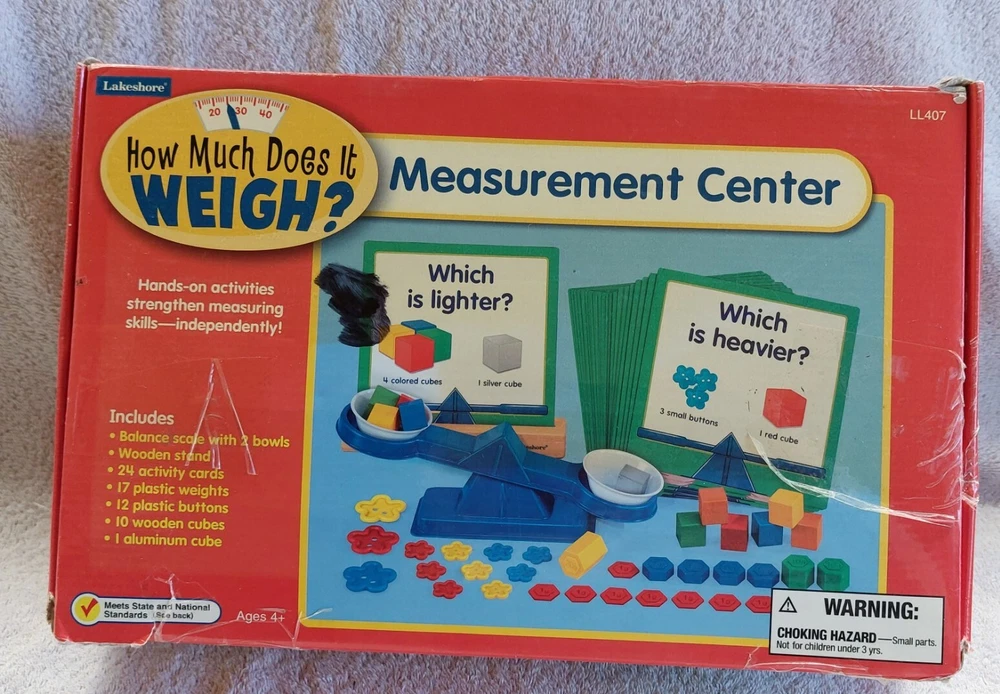 Lakeshore
LL407
20 30 40
How Much Does It
WEIGH?
Measurement Center
Hands-on activities
strengthen measuring
skills—independently!
Which
is lighter?
4 colored cubes
1 silver cube
Which
is heavier?
3 small buttons
1 red cube
Includes
• Balance scale with 2 bowls
• Wooden stand
• 24 activity cards
• 17 plastic weights
• 12 plastic buttons
• 10 wooden cubes
• 1 aluminum cube
Meets State and National
Standards (See back)
Ages 4+
WARNING:
CHOKING HAZARD—Small parts.
Not for children under 3 yrs.